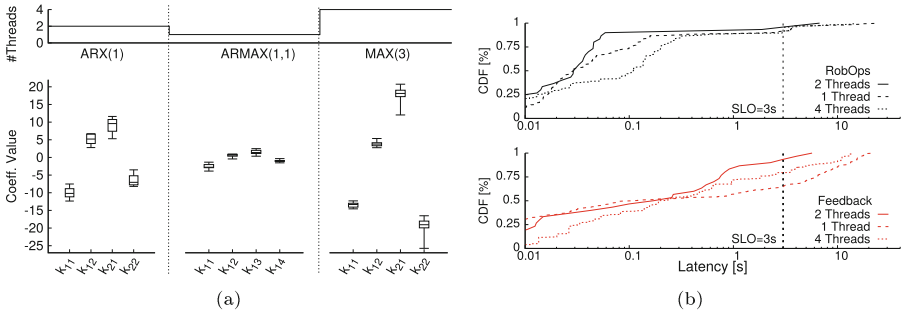 #Threads
4
2
0
ARX(1) ARMAX(1,1) MAX(3)
Coeff. Value
20
15
10
5
0
-5
-10
-15
-20
-25
k11 k12 k21 k22 k11 k12 k13 k14 k11 k12 k21 k22
(a)
CDF [%]
1
0.75
0.5
0.25
0
RobOps
2 Threads
1 Thread
4 Threads
SLO=3s
0.01 0.1 1 10
CDF [%]
1
0.75
0.5
0.25
0
Feedback
2 Threads
1 Thread
4 Threads
SLO=3s
0.01 0.1 1 10
Latency [s]
(b)